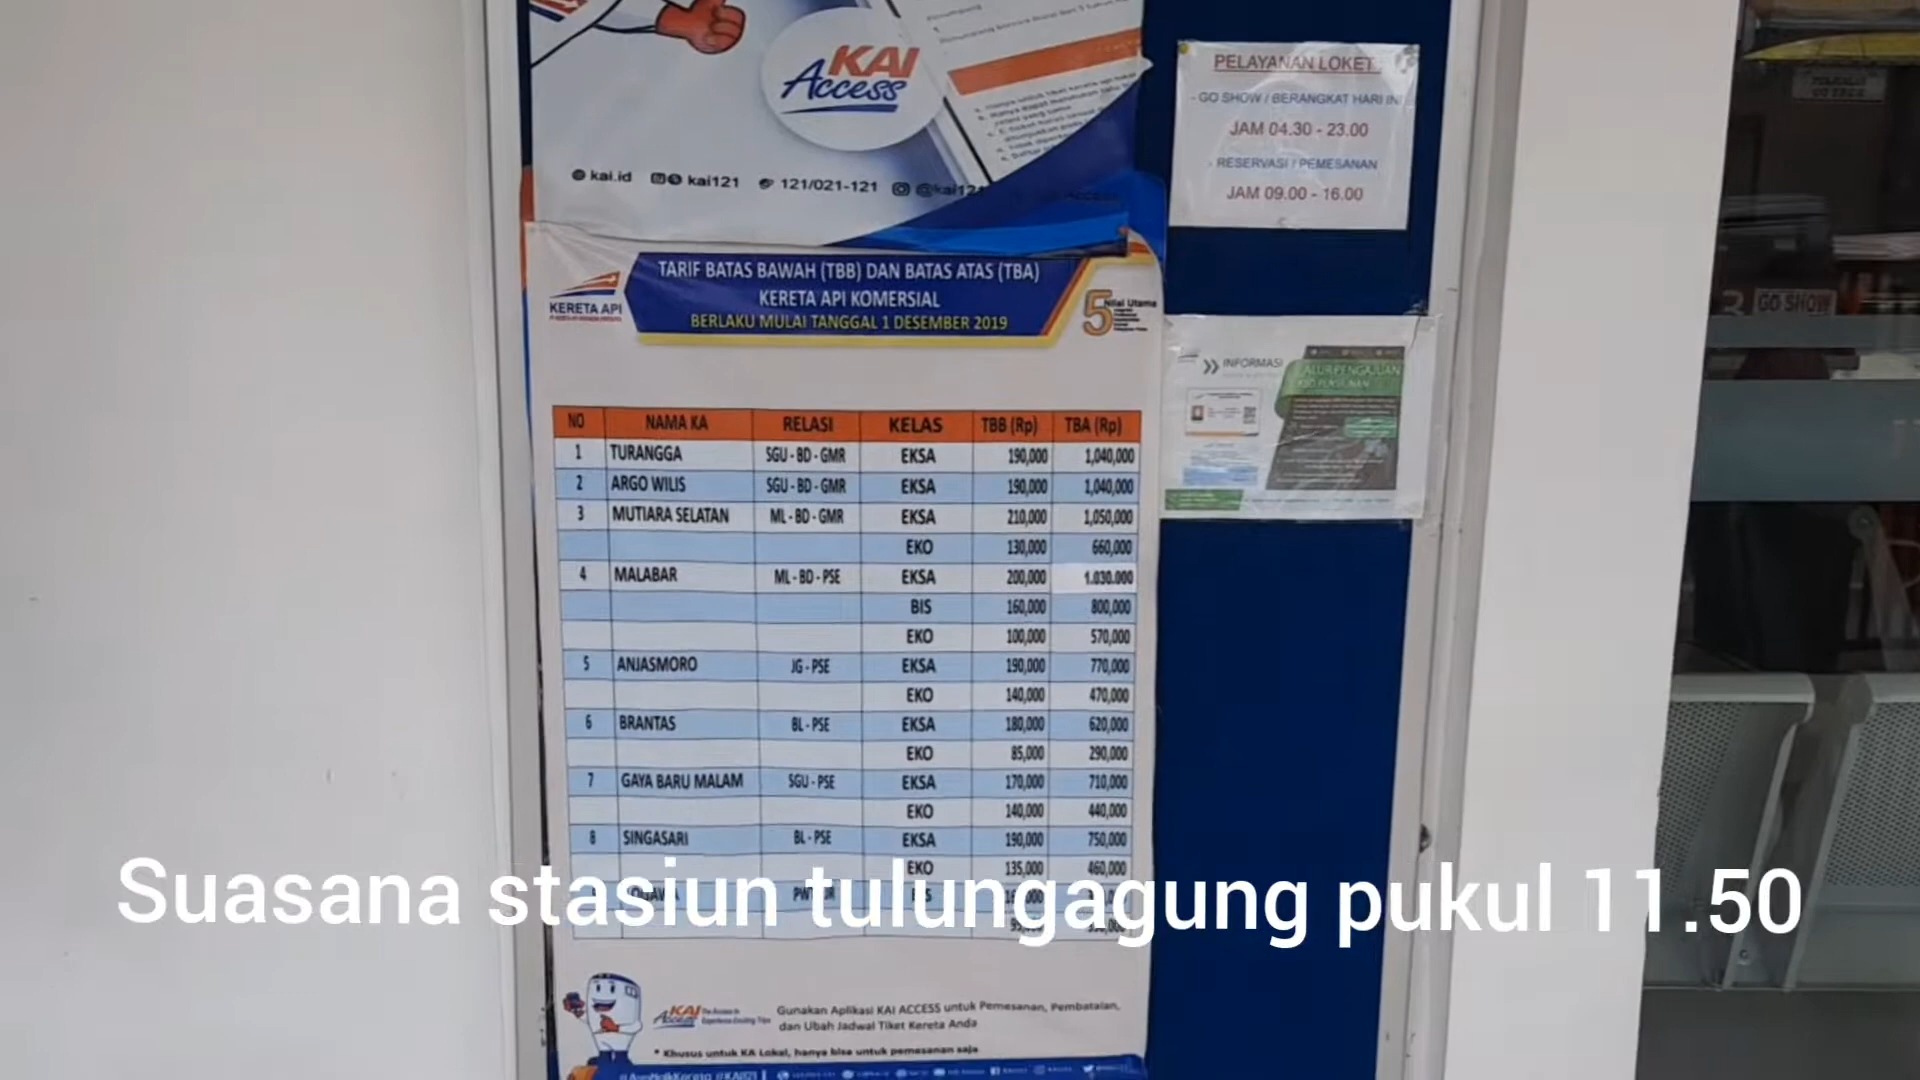 KAI
Access
kai.id kai121 121/021-121 @kai121
PELAYANAN LOKET
- GO SHOW / BERANGKAT HARI INI
JAM 04.30 - 23.00
- RESERVASI / PEMESANAN
JAM 09.00 - 16.00
TARIF BATAS BAWAH (TBB) DAN BATAS ATAS (TBA)
KERETA API KOMERSIAL
BERLAKU MULAI TANGGAL 1 DESEMBER 2019
KERETA API
5 Nilai Utama
INFORMASI
ALUR PENGAJUAN
GO SHOW
NO NAMA KA RELASI KELAS TBB (Rp) TBA (Rp)
1 TURANGGA SGU - BD - GMR EKSA 190,000 1,040,000
2 ARGO WILIS SGU - BD - GMR EKSA 190,000 1,040,000
3 MUTIARA SELATAN ML - BD - GMR EKSA 210,000 1,050,000
EKO 130,000 660,000
4 MALABAR ML - BD - PSE EKSA 200,000 1.030.000
BIS 160,000 800,000
EKO 100,000 570,000
5 ANJASMORO JG - PSE EKSA 190,000 770,000
EKO 140,000 470,000
6 BRANTAS BL - PSE EKSA 180,000 620,000
EKO 85,000 290,000
7 GAYA BARU MALAM SGU - PSE EKSA 170,000 710,000
EKO 140,000 440,000
8 SINGASARI BL - PSE EKSA 190,000 750,000
EKO 135,000 460,000
Suasana stasiun tulungagung pukul 11.50
KAI
Access
Gunakan Aplikasi KAI ACCESS untuk Pemesanan, Pembatalan,
dan Ubah Jadwal Tiket Kereta Anda
* Khusus untuk KA Lokal, hanya bisa untuk pemesanan saja